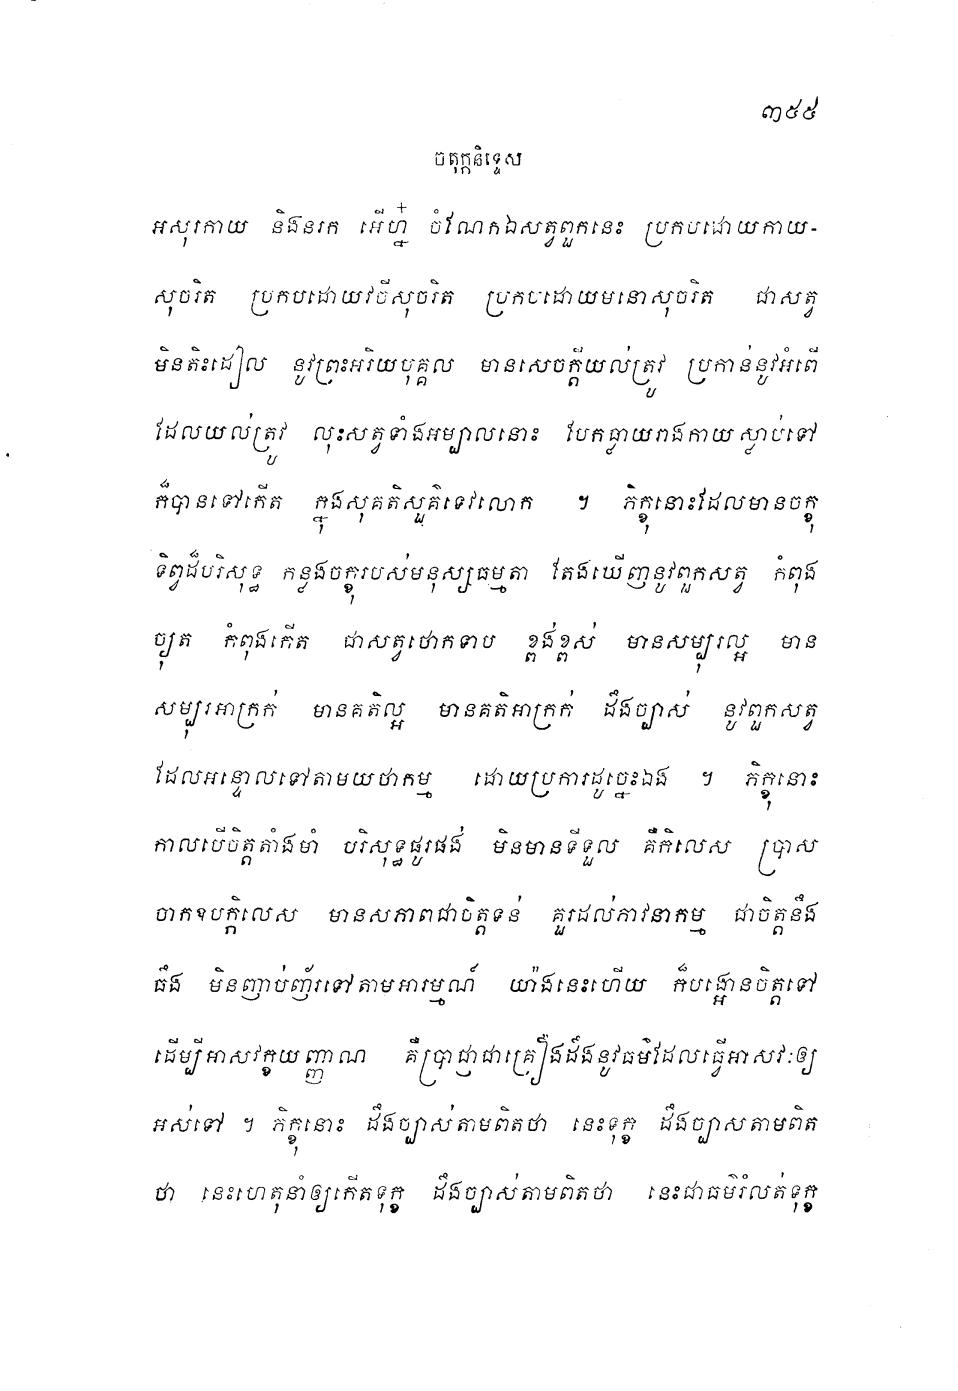 ៣៥៥
ចតុក្កនិទ្ទេស
អសុរកាយ និងនរក អើហ្ន៎ ចំណែកឯសត្វពួកនេះ ប្រកបដោយកាយ-
សុចរិត ប្រកបដោយវចីសុចរិត ប្រកបដោយមនោសុចរិត ជាសត្វ
មិនតិះដៀល នូវព្រះអរិយបុគ្គល មានសេចក្តីយល់ត្រូវ ប្រកាន់នូវអំពើ
ដែលយល់ត្រូវ លុះសត្វទាំងអម្បាលនោះ បែកធ្លាយរាងកាយស្លាប់ទៅ
ក៏បានទៅកើត ក្នុងសុគតិសួគ៌ទេវលោក ។ ភិក្ខុនោះដែលមានចក្ខុ
ទិព្វដ៏បរិសុទ្ធ កន្លងចក្ខុរបស់មនុស្សធម្មតា តែងឃើញនូវពួកសត្វ កំពុង
ច្យុត កំពុងកើត ជាសត្វថោកទាប ខ្ពង់ខ្ពស់ មានសម្បុរល្អ មាន
សម្បុរអាក្រក់ មានគតិល្អ មានគតិអាក្រក់ ដឹងច្បាស់ នូវពួកសត្វ
ដែលអន្ទោលទៅតាមយថាកម្ម ដោយប្រការដូច្នេះឯង ។ ភិក្ខុនោះ
កាលបើចិត្តតាំងមាំ បរិសុទ្ធផូរផង់ មិនមានទីទួល គឺកិលេស ប្រាស
ចាកឧបក្កិលេស មានសភាពជាចិត្តទន់ គួរដល់ភាវនាកម្ម ជាចិត្តនឹង
ធឹង មិនញាប់ញ័រទៅតាមអារម្មណ៍ យ៉ាងនេះហើយ ក៏បង្អោនចិត្តទៅ
ដើម្បីអាសវក្ខយញ្ញាណ គឺប្រាជ្ញាជាគ្រឿងដឹងនូវធម៌ដែលធ្វើអាសវៈឲ្យ
អស់ទៅ ។ ភិក្ខុនោះ ដឹងច្បាស់តាមពិតថា នេះទុក្ខ ដឹងច្បាសតាមពិត
ថា នេះហេតុនាំឲ្យកើតទុក្ខ ដឹងច្បាស់តាមពិតថា នេះជាធម៌រំលត់ទុក្ខ